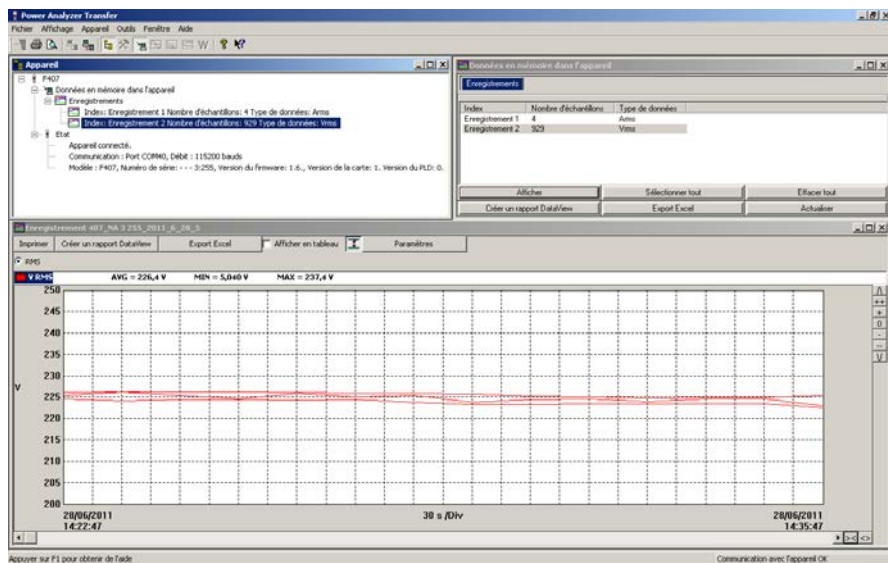 Power Analyzer Transfer
Fichier Affichage Appareil Outils Fenêtre Aide
Appareil
F407
Données en mémoire dans l'appareil
Enregistrements
Index: Enregistrement 1 Nombre d'échantillons: 4 Type de données: Arms
Index: Enregistrement 2 Nombre d'échantillons: 929 Type de données: Vrms
Etat
Appareil connecté.
Communication : Port COM40, Débit : 115200 bauds
Modèle : F407, Numéro de série: - - - 3:255, Version du firmware: 1.6., Version de la carte: 1. Version du PLD: 0.
Données en mémoire dans l'appareil
Enregistrements
Index Nombre d'échantillons Type de données
Enregistrement 1 4 Arms
Enregistrement 2 929 Vrms
Afficher Sélectionner tout Effacer tout
Créer un rapport DataView Export Excel Actualiser
Enregistrement 407_NA 3 255_2011_6_28_5
Imprimer Créer un rapport DataView Export Excel Afficher en tableau Paramètres
RMS
V RMS AVG = 226,4 V MIN = 5,040 V MAX = 237,4 V
250
245
240
235
230
V
225
220
215
210
205
200
28/06/2011 30 s /Div 28/06/2011
14:22:47 14:35:47
Appuyer sur F1 pour obtenir de l'aide Communication avec l'appareil OK